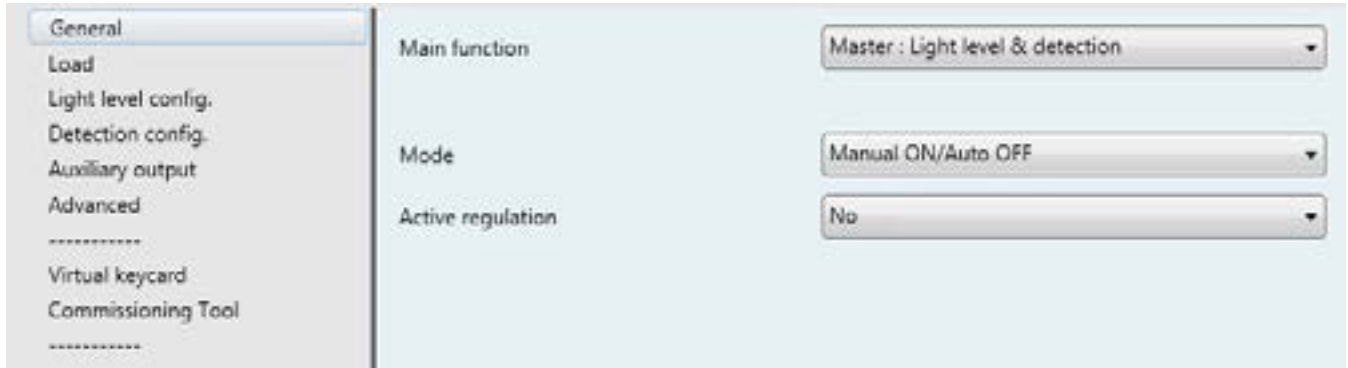 General
Load
Light level config.
Detection config.
Auxiliary output
Advanced
-----------
Virtual keycard
Commissioning Tool
-----------
Main function
Master : Light level & detection
Mode
Manual ON/Auto OFF
Active regulation
No